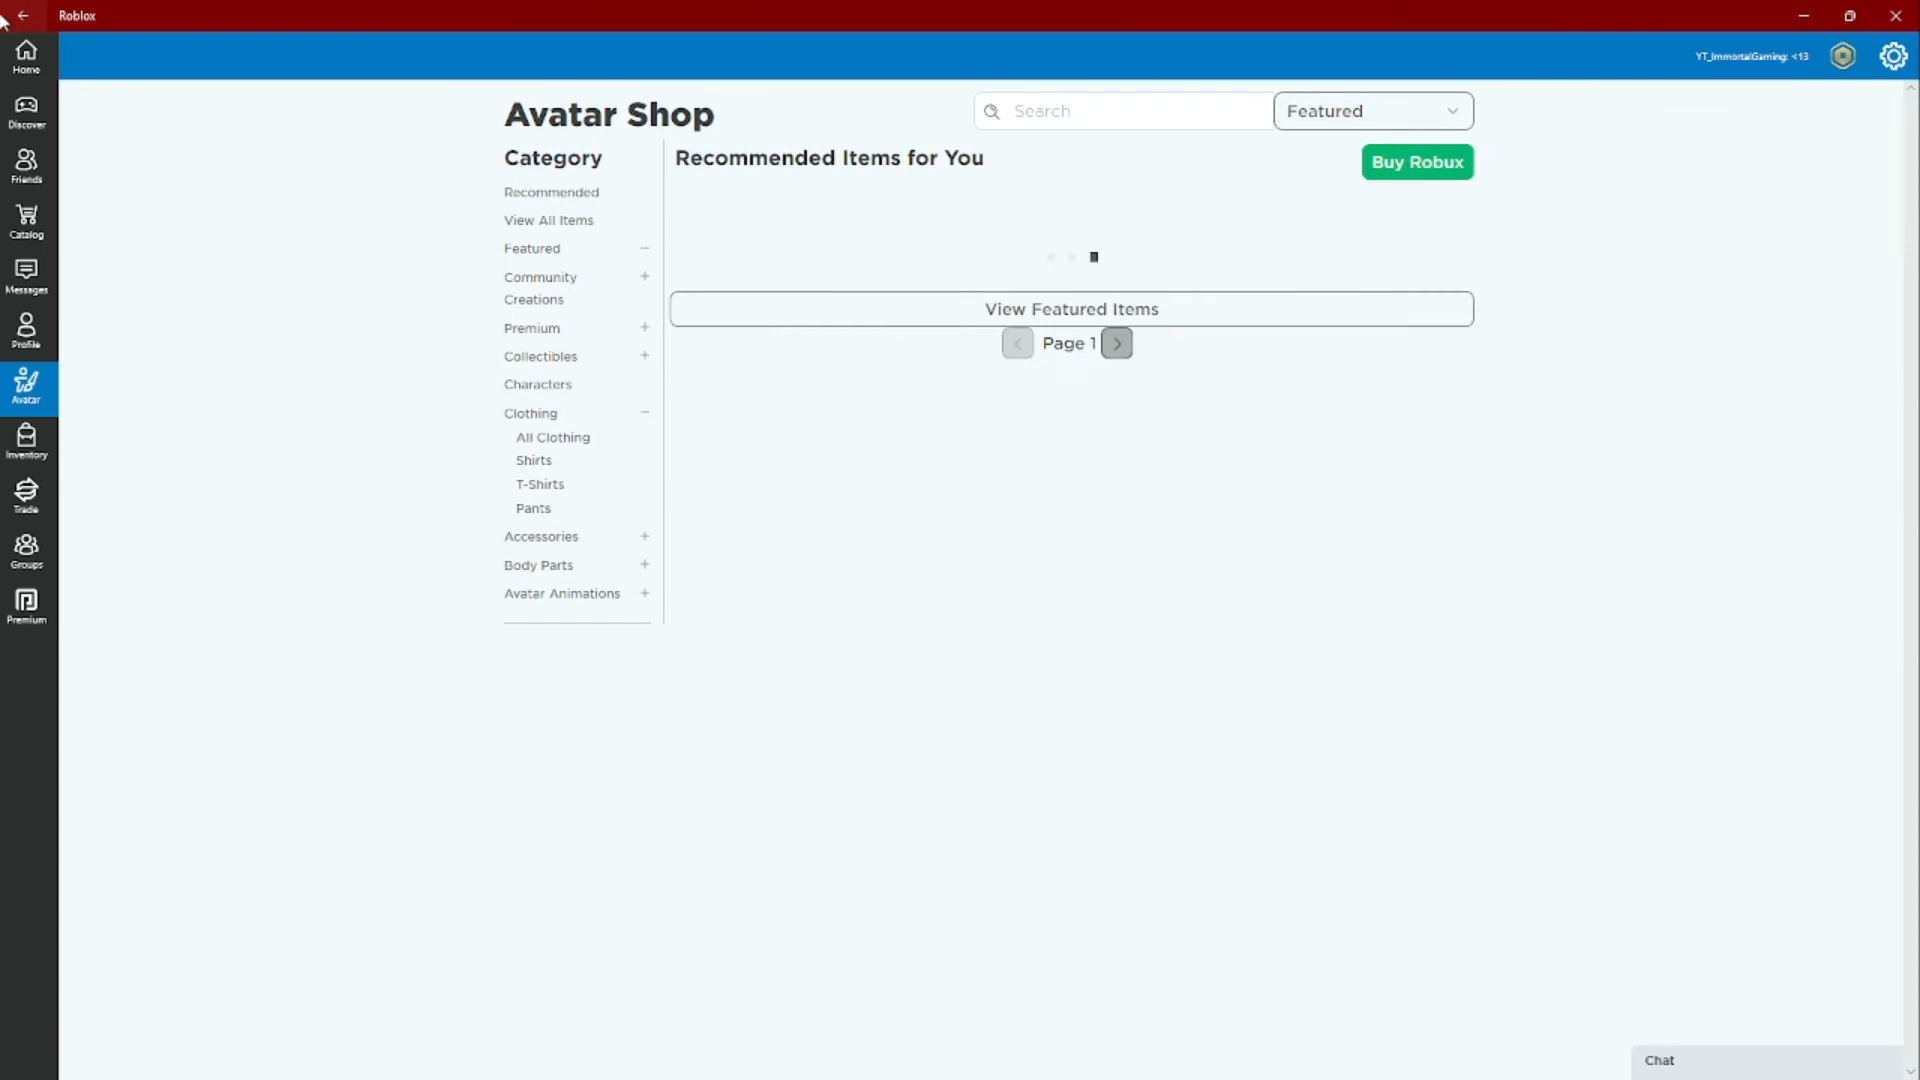 Roblox
YT_ImmortalGaming: <13
Home
Discover
Friends
Catalog
Messages
Profile
Avatar
Inventory
Trade
Groups
Premium
Avatar Shop
Search
Featured
Category
Recommended
View All Items
Featured −
Community +
Creations
Premium +
Collectibles +
Characters
Clothing −
All Clothing
Shirts
T-Shirts
Pants
Accessories +
Body Parts +
Avatar Animations +
Recommended Items for You
Buy Robux
View Featured Items
< Page 1 >
Chat